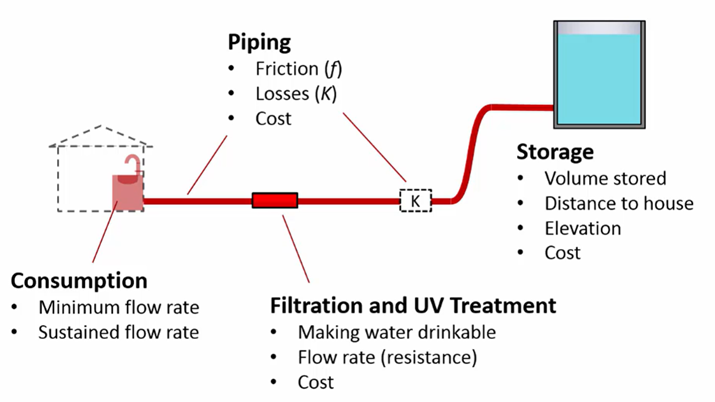 Piping
• Friction (f)
• Losses (K)
• Cost
K
Storage
• Volume stored
• Distance to house
• Elevation
• Cost
Consumption
• Minimum flow rate
• Sustained flow rate
Filtration and UV Treatment
• Making water drinkable
• Flow rate (resistance)
• Cost